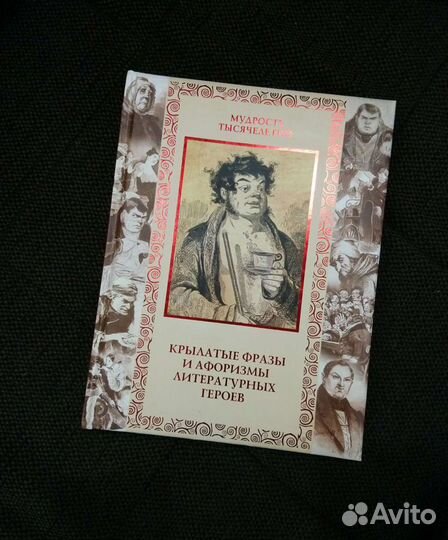 МУДРОСТЬ
ТЫСЯЧЕЛЕТИЙ
КРЫЛАТЫЕ ФРАЗЫ
И АФОРИЗМЫ
ЛИТЕРАТУРНЫХ
ГЕРОЕВ
Avito